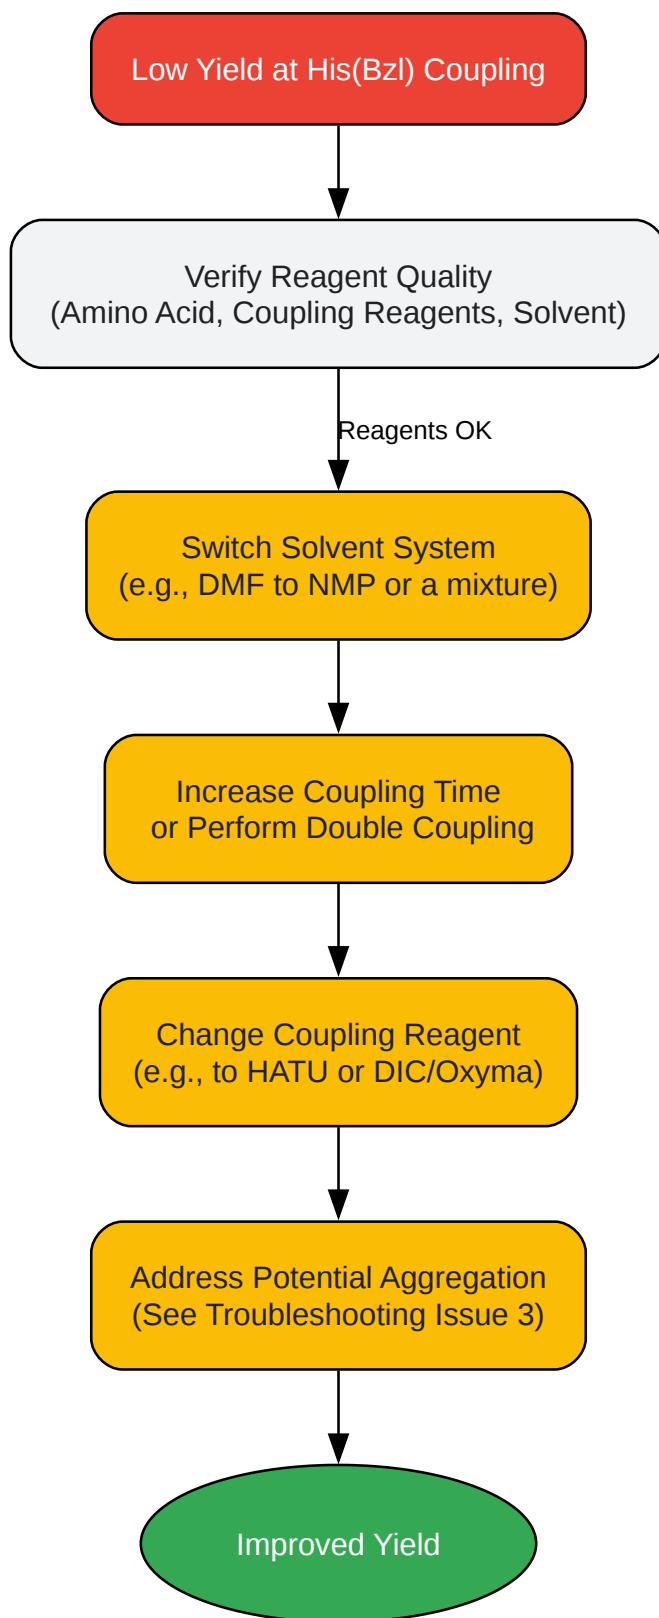 Low Yield at His(Bzl) Coupling
Verify Reagent Quality
(Amino Acid, Coupling Reagents, Solvent)
Reagents OK
Switch Solvent System
(e.g., DMF to NMP or a mixture)
Increase Coupling Time
or Perform Double Coupling
Change Coupling Reagent
(e.g., to HATU or DIC/Oxyma)
Address Potential Aggregation
(See Troubleshooting Issue 3)
Improved Yield